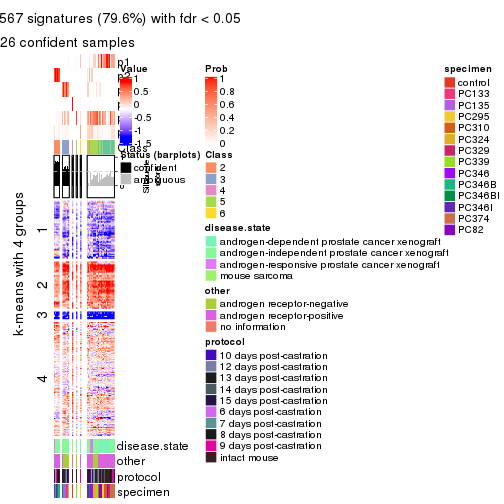 567 signatures (79.6%) with fdr < 0.05
26 confident samples
p1
p2
Class
k-means with 4 groups
1
2
3
4
Value
1
0.5
0
-0.5
-1
-1.5
Status (barplots)
confident
ambiguous
Prob
1
0.8
0.6
0.4
0.2
0
Class
2
3
4
5
6
disease.state
androgen-dependent prostate cancer xenograft
androgen-independent prostate cancer xenograft
androgen-responsive prostate cancer xenograft
mouse sarcoma
other
androgen receptor-negative
androgen receptor-positive
no information
protocol
10 days post-castration
12 days post-castration
13 days post-castration
14 days post-castration
15 days post-castration
6 days post-castration
7 days post-castration
8 days post-castration
9 days post-castration
intact mouse
specimen
control
PC133
PC135
PC295
PC310
PC324
PC329
PC339
PC346
PC346B
PC346BI
PC346I
PC374
PC82
disease.state
other
protocol
specimen